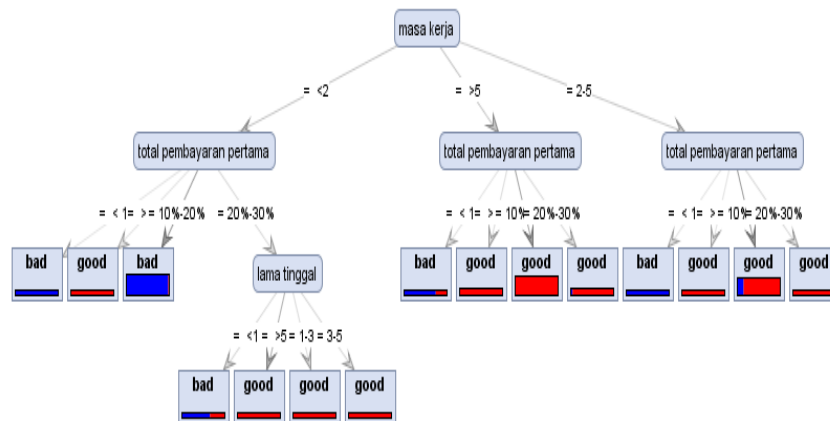 masa kerja
= <2
= >5
= 2-5
total pembayaran pertama
total pembayaran pertama
total pembayaran pertama
= < 1= > = 10%-20% = 20%-30%
= < 1= > = 10% = 20%-30%
= < 1= > = 10% = 20%-30%
bad good bad
lama tinggal
bad good good good
bad good good good
= <1 = >5 = 1-3 = 3-5
bad good good good